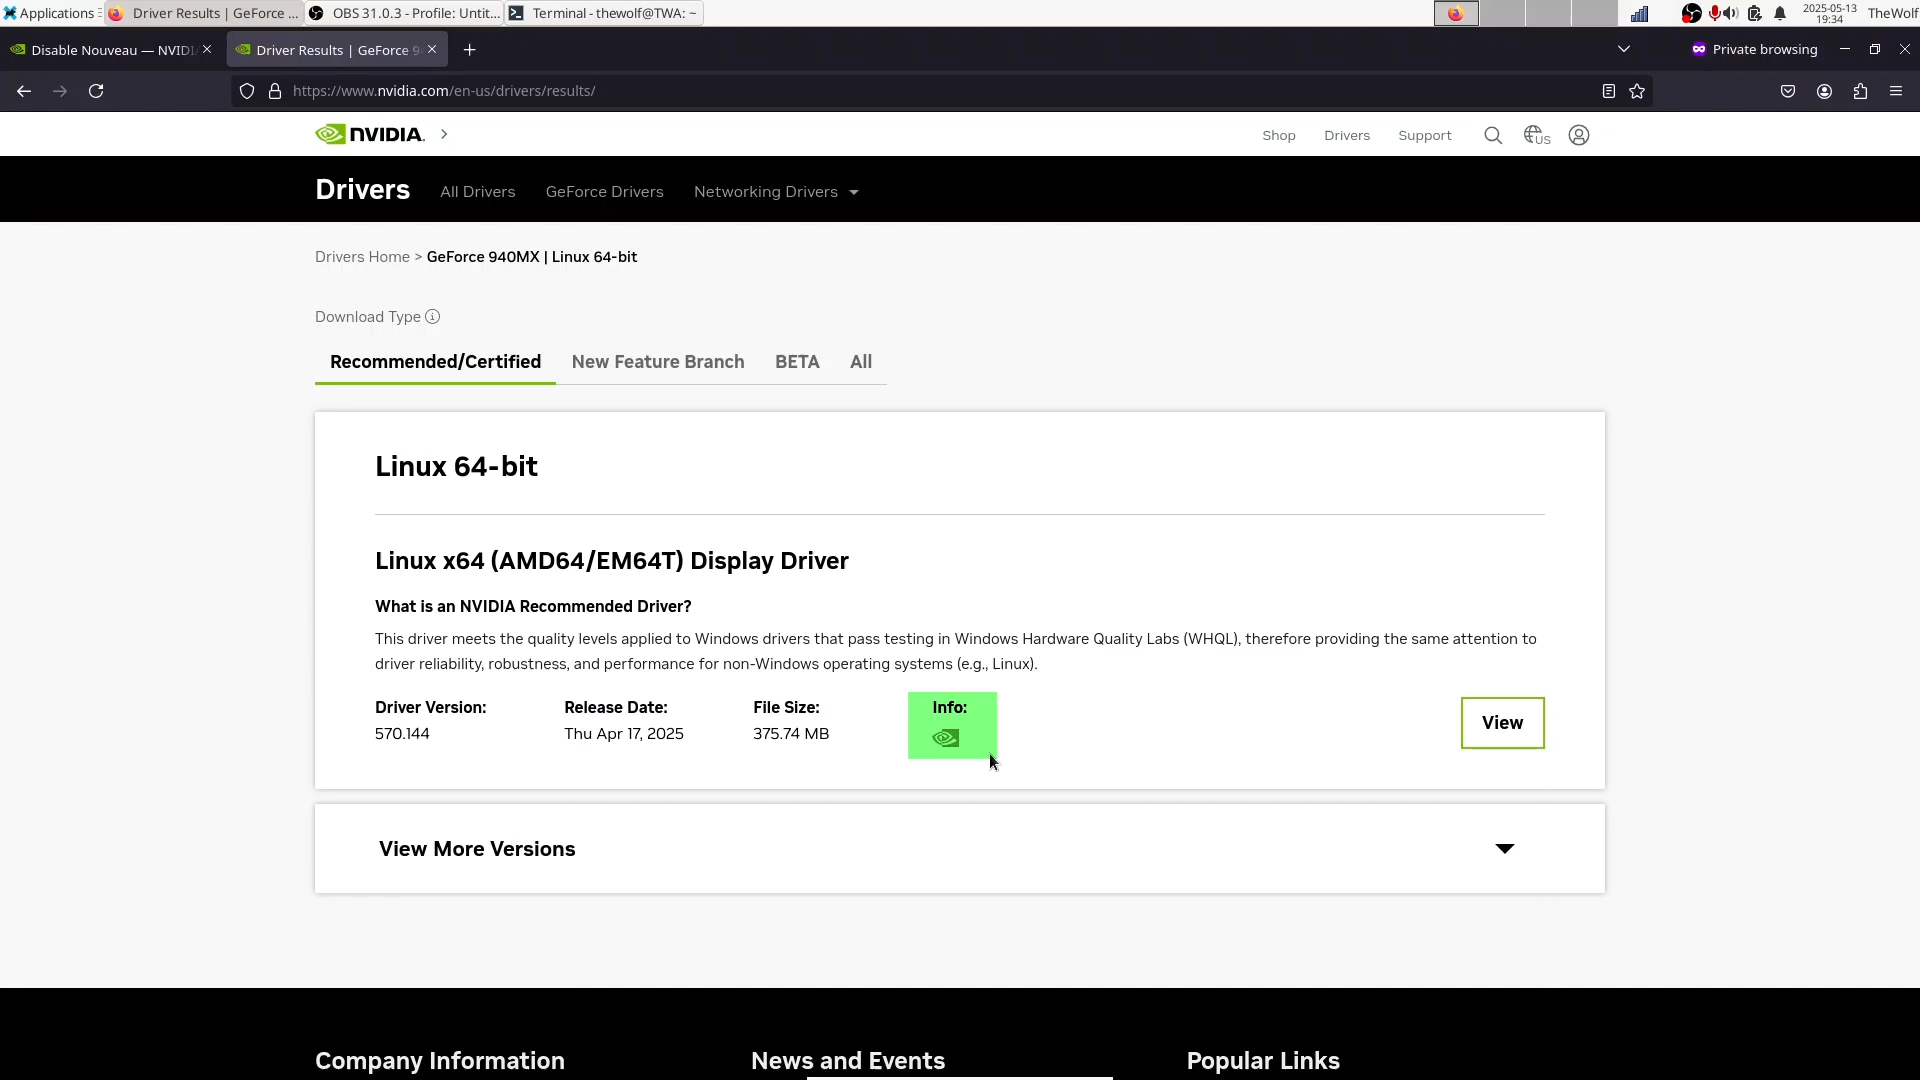 Applications
Driver Results | GeForce ...
OBS 31.0.3 - Profile: Untit...
Terminal - thewolf@TWA: ~
2025-05-13
19:34
TheWolf
Disable Nouveau — NVIDI
Driver Results | GeForce 9
Private browsing
https://www.nvidia.com/en-us/drivers/results/
NVIDIA.
Shop
Drivers
Support
US
Drivers
All Drivers
GeForce Drivers
Networking Drivers
Drivers Home > GeForce 940MX | Linux 64-bit
Download Type
Recommended/Certified
New Feature Branch
BETA
All
Linux 64-bit
Linux x64 (AMD64/EM64T) Display Driver
What is an NVIDIA Recommended Driver?
This driver meets the quality levels applied to Windows drivers that pass testing in Windows Hardware Quality Labs (WHQL), therefore providing the same attention to
driver reliability, robustness, and performance for non-Windows operating systems (e.g., Linux).
Driver Version:
570.144
Release Date:
Thu Apr 17, 2025
File Size:
375.74 MB
Info:
View
View More Versions
Company Information
News and Events
Popular Links